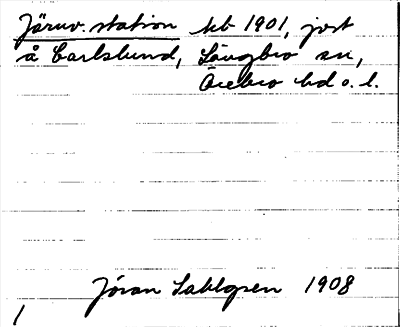 Järnv. station kb 1901, jvst
å Carlslund, Längbro sn,
Örebro hd o. l.
Jöran Sahlgren 1908
1